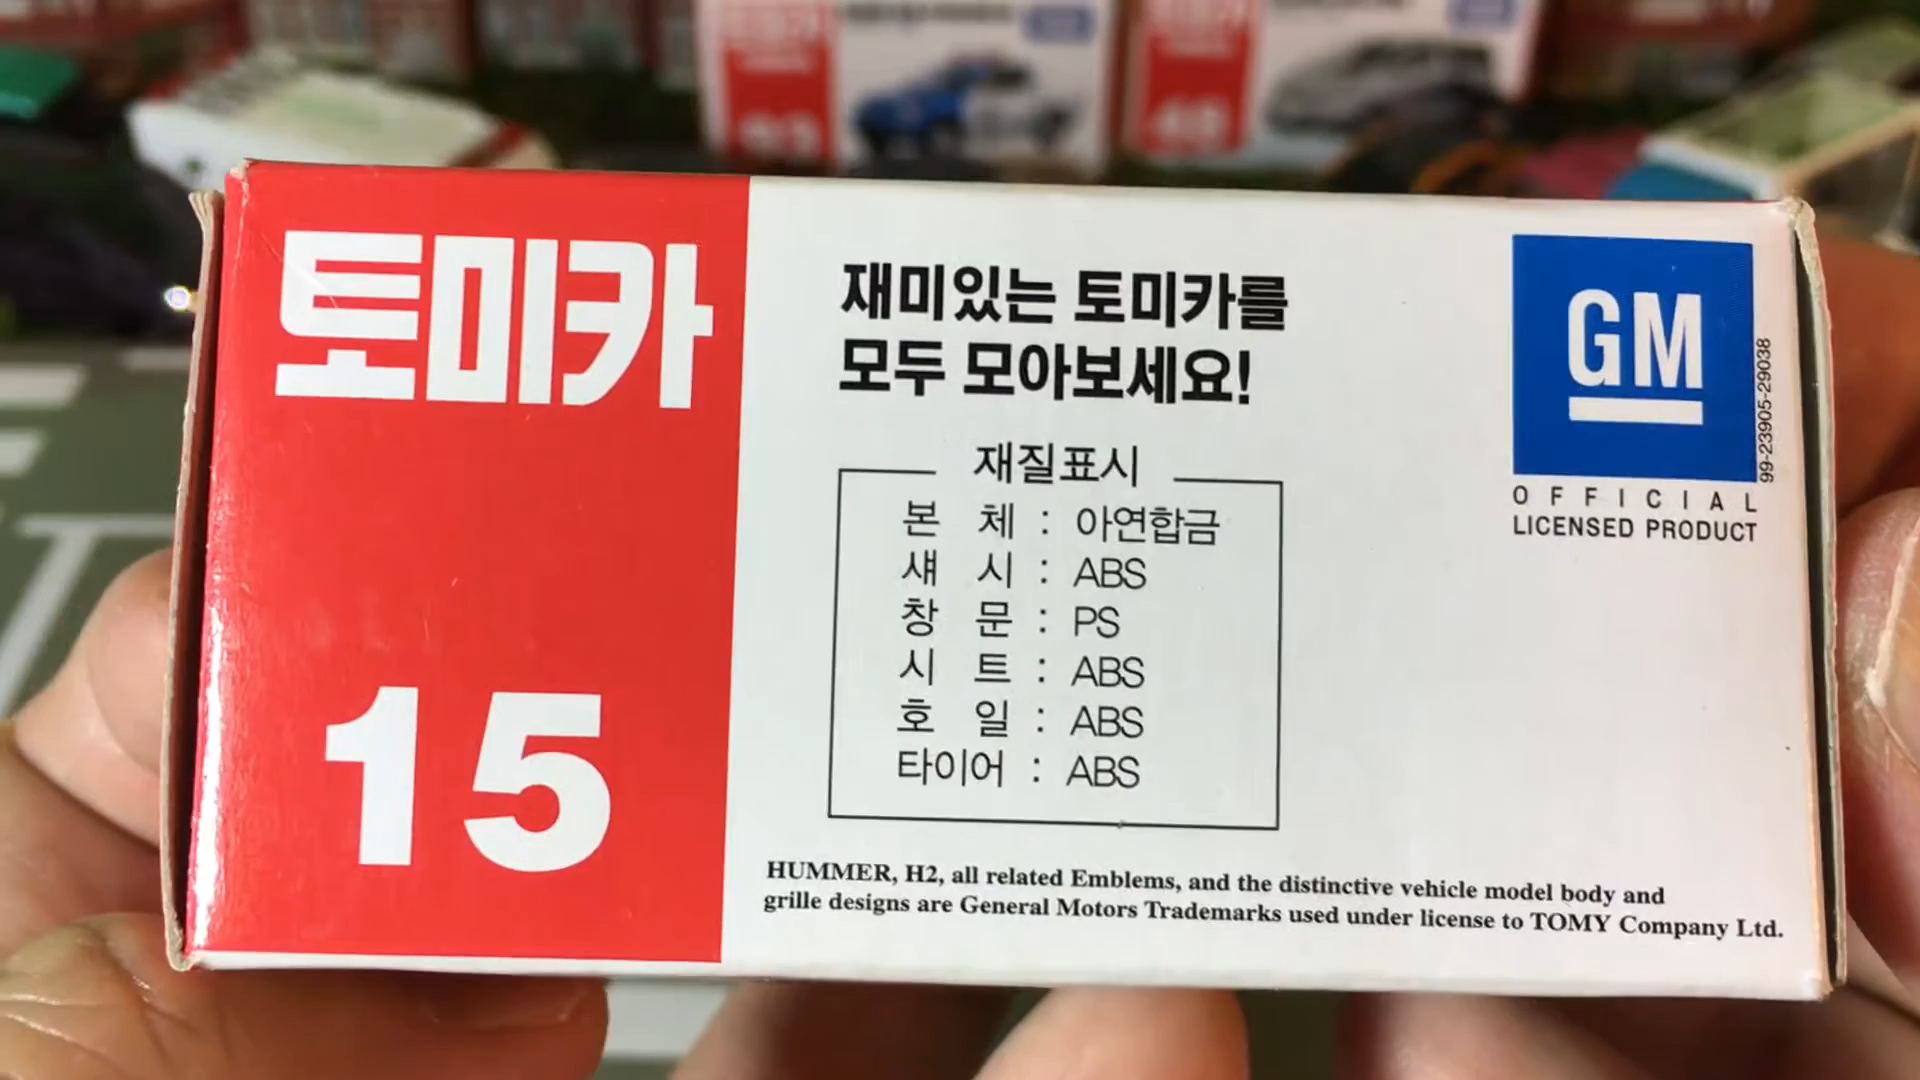 토미카
15
재미있는 토미카를
모두 모아보세요!
재질표시
본 체 : 아연합금
섀 시 : ABS
창 문 : PS
시 트 : ABS
호 일 : ABS
타이어 : ABS
GM
99-23905-29038
OFFICIAL
LICENSED PRODUCT
HUMMER, H2, all related Emblems, and the distinctive vehicle model body and
grille designs are General Motors Trademarks used under license to TOMY Company Ltd.